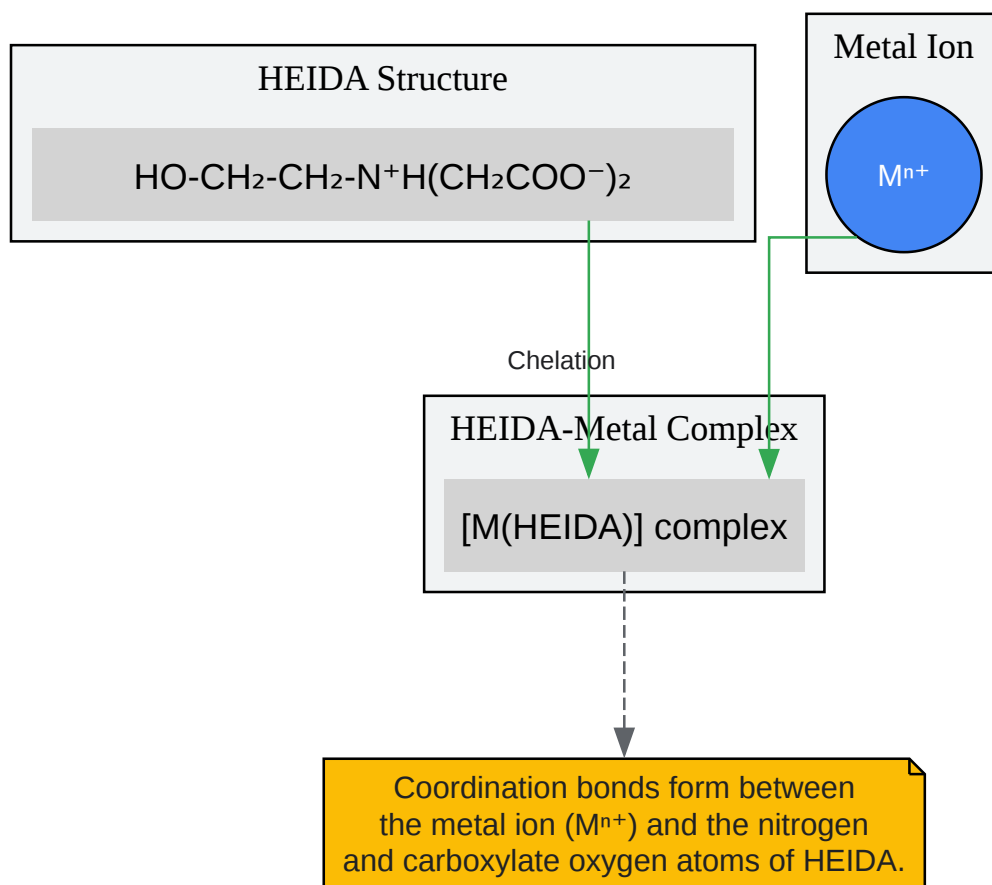 HEIDA Structure
HO-CH₂-CH₂-N⁺H(CH₂COO⁻)₂
Metal Ion
Mⁿ⁺
Chelation
HEIDA-Metal Complex
[M(HEIDA)] complex
Coordination bonds form between
the metal ion (Mⁿ⁺) and the nitrogen
and carboxylate oxygen atoms of HEIDA.